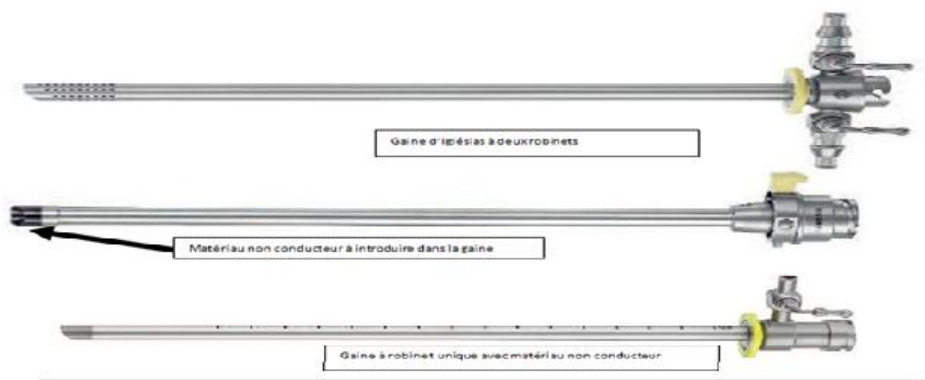 Gaine d'Iglésias à deux robinets
Matériau non conducteur à introduire dans la gaine
Gaine à robinet unique avec matériau non conducteur